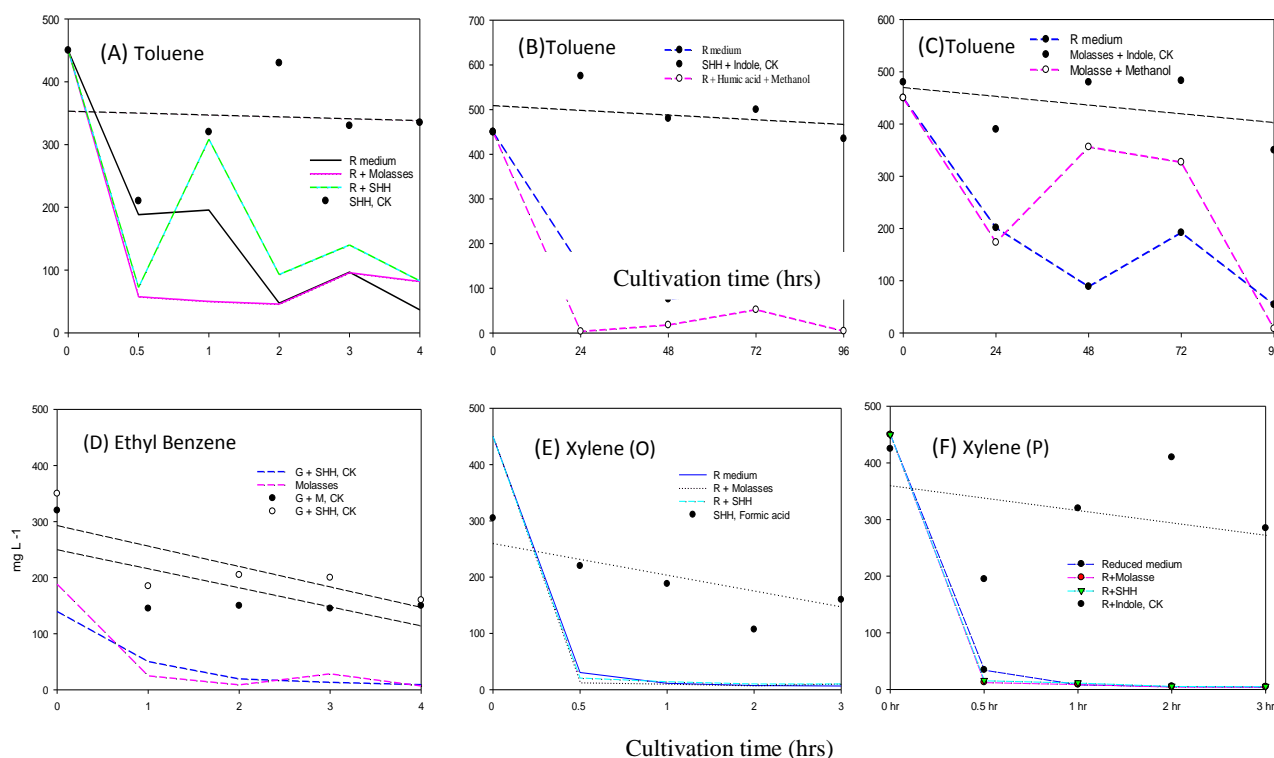 (A) Toluene
500
400
300
200
100
0
0 0.5 1 2 3 4
R medium
R + Molasses
R + SHH
SHH, CK
(B)Toluene
700
600
500
400
300
200
100
0
0 24 48 72 96
R medium
SHH + Indole, CK
R + Humic acid + Methanol
Cultivation time (hrs)
(C)Toluene
600
500
400
300
200
100
0
0 24 48 72 9
R medium
Molasses + Indole, CK
Molasse + Methanol
(D) Ethyl Benzene
mg L -1
500
400
300
200
100
0
0 1 2 3 4
G + SHH, CK
Molasses
G + M, CK
G + SHH, CK
(E) Xylene (O)
500
400
300
200
100
0
0 0.5 1 2 3
R medium
R + Molasses
R + SHH
SHH, Formic acid
(F) Xylene (P)
500
400
300
200
100
0
0 hr 0.5 hr 1 hr 2 hr 3 hr
Reduced medium
R+Molasse
R+SHH
R+Indole, CK
Cultivation time (hrs)